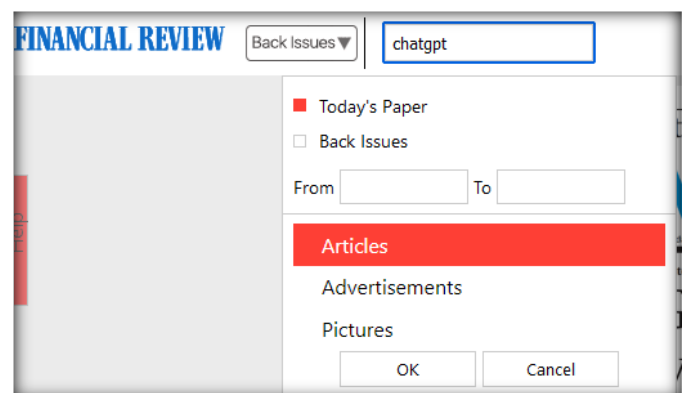 FINANCIAL REVIEW Back Issues▼ chatgpt
Today's Paper
Back Issues
From To
Help
Articles
Advertisements
Pictures
OK Cancel